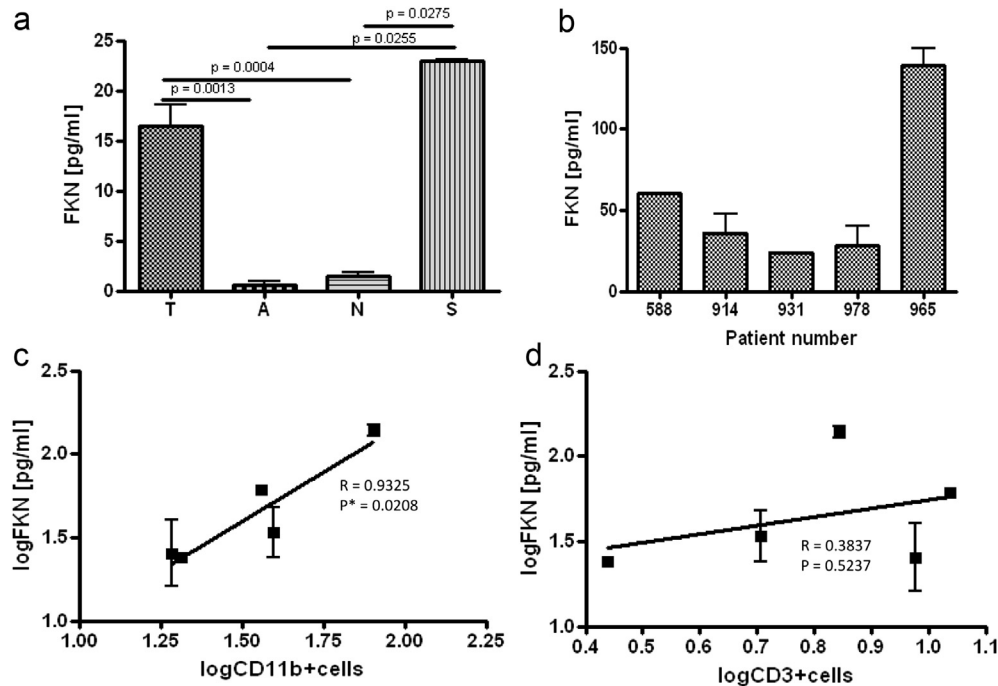 a
FKN [pg/ml]
25
20
15
10
5
0
p = 0.0275
p = 0.0255
p = 0.0004
p = 0.0013
T A N S
b
FKN [pg/ml]
150
100
50
0
588 914 931 978 965
Patient number
c
logFKN [pg/ml]
2.5
2.0
1.5
1.0
R = 0.9325
P* = 0.0208
1.00 1.25 1.50 1.75 2.00 2.25
logCD11b+cells
d
logFKN [pg/ml]
2.5
2.0
1.5
1.0
R = 0.3837
P = 0.5237
0.4 0.5 0.6 0.7 0.8 0.9 1.0 1.1
logCD3+cells